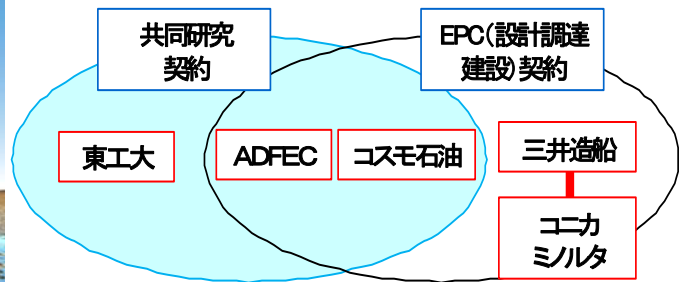 共同研究
契約
EPC(設計調達
建設)契約
東工大
ADFEC
コスモ石油
三井造船
コニカ
ミノルタ